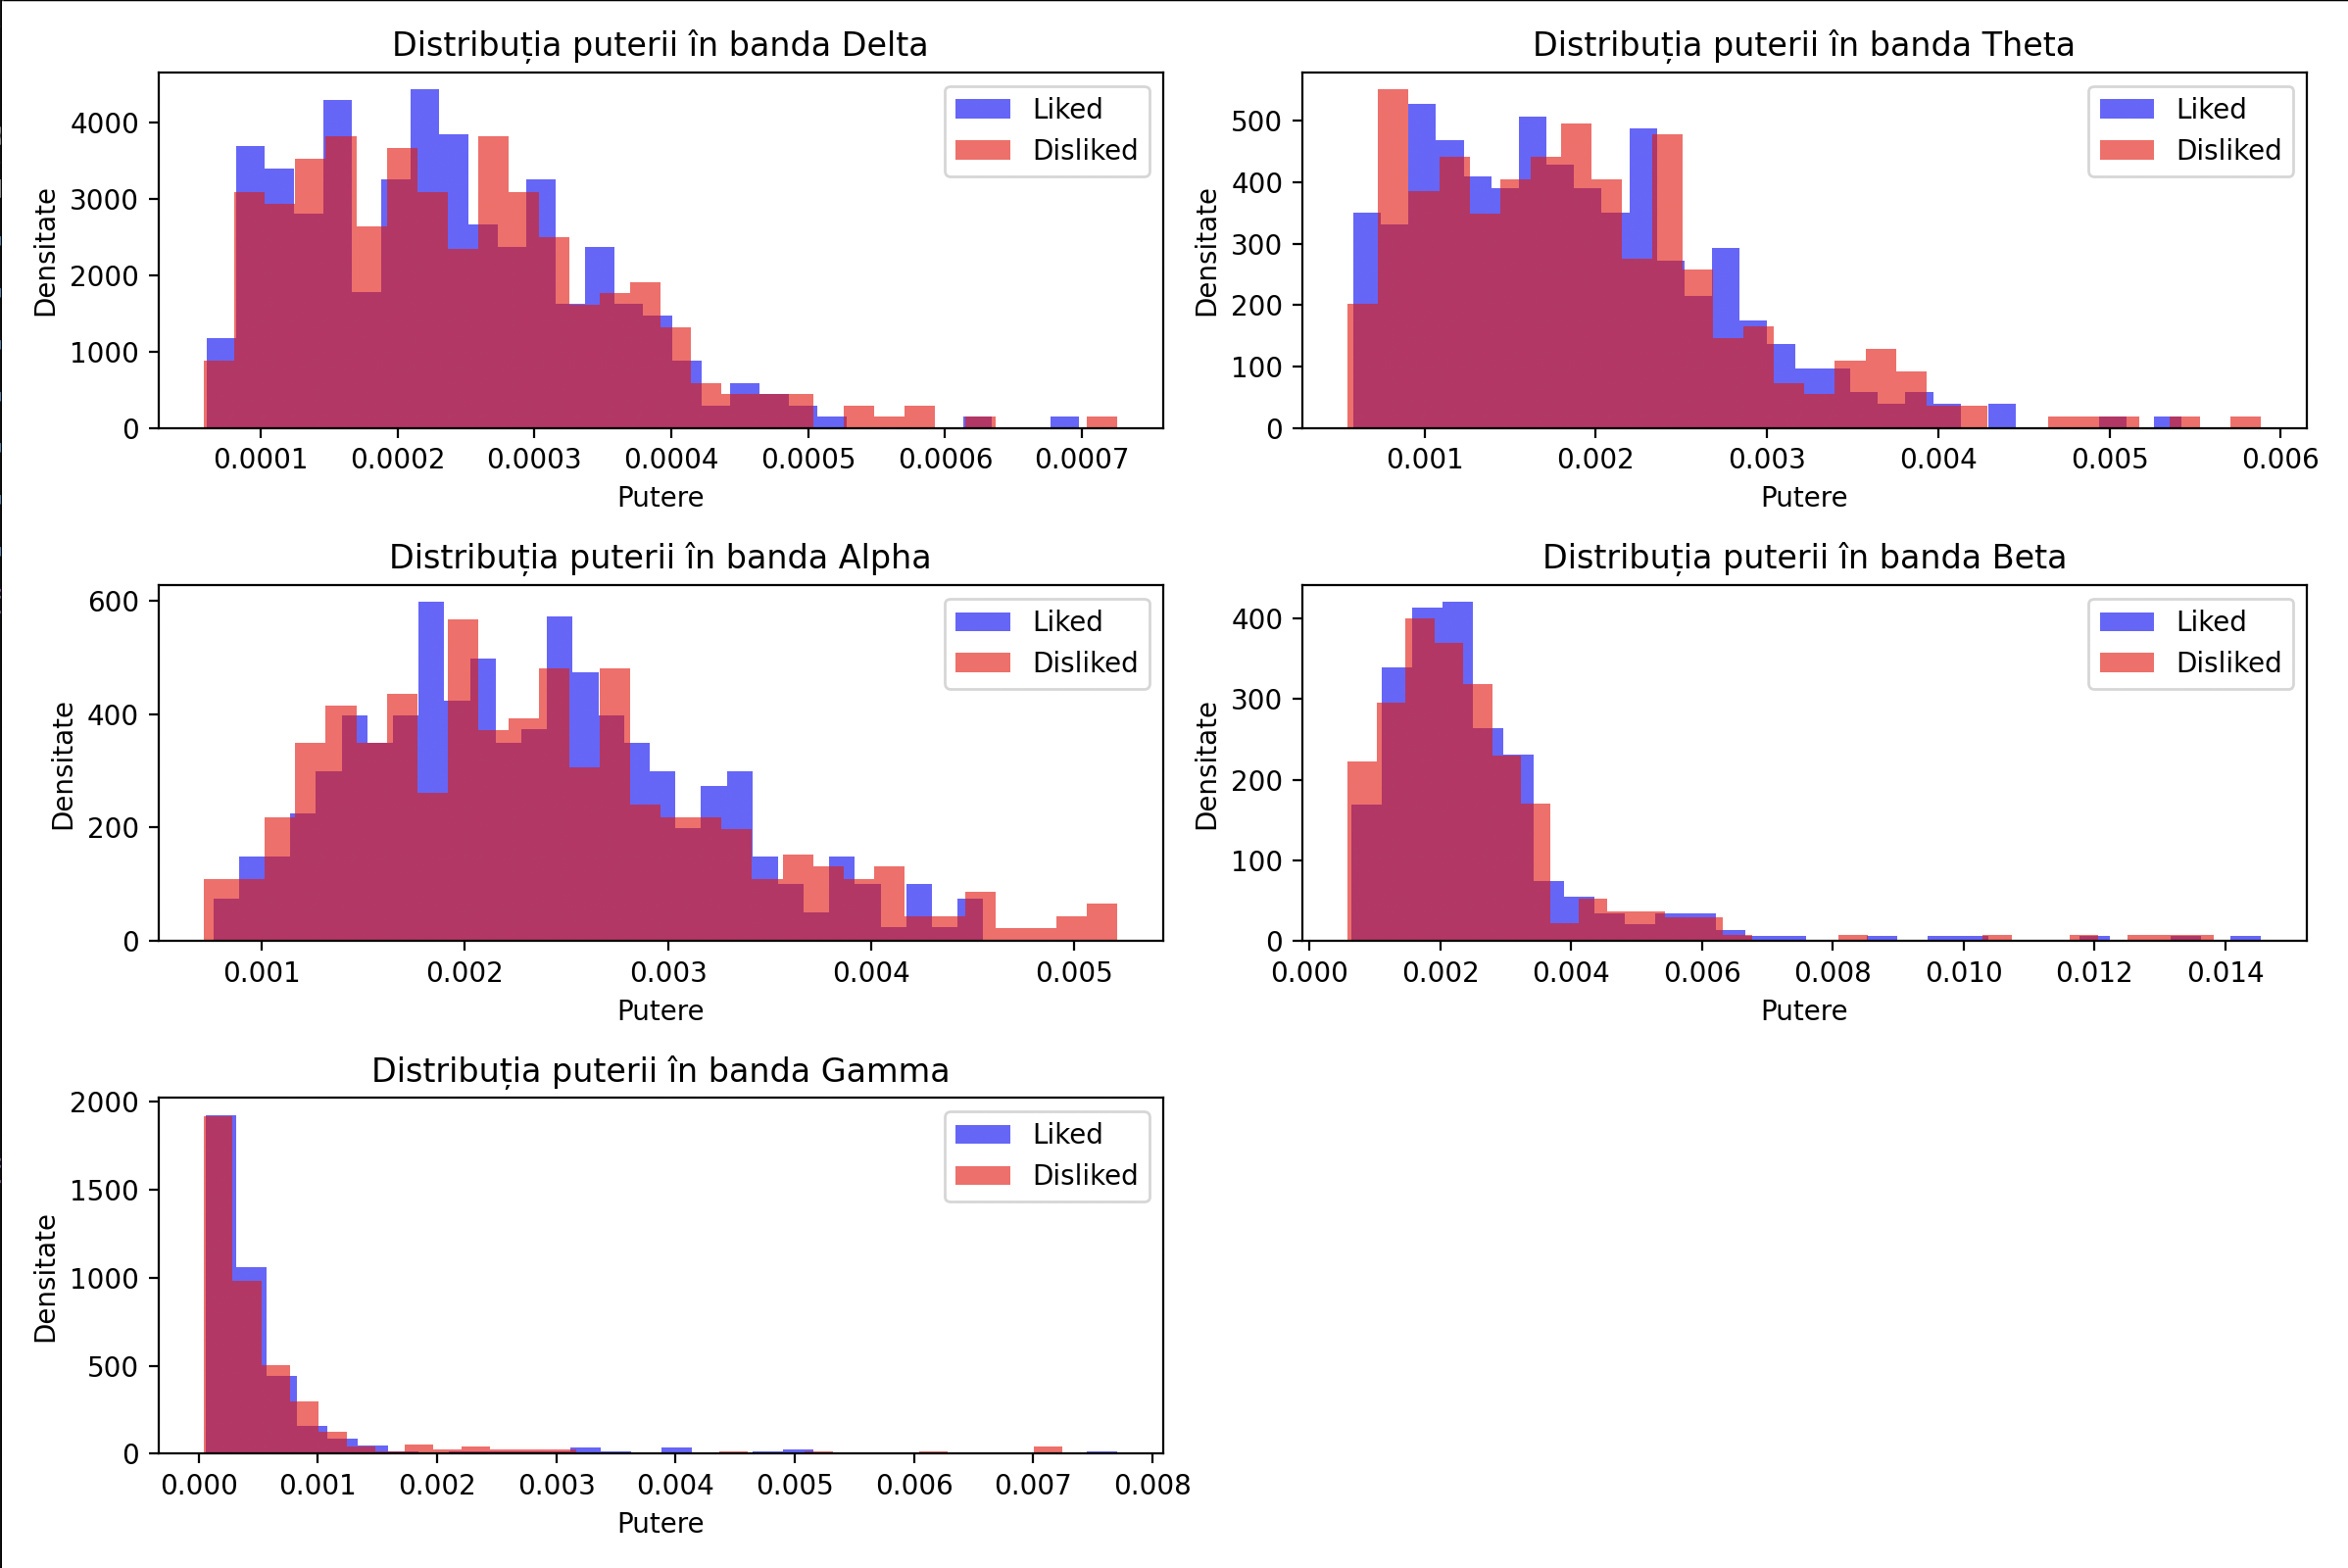 Distribuția puterii în banda Delta
Densitate
4000
3000
2000
1000
0
0.0001 0.0002 0.0003 0.0004 0.0005 0.0006 0.0007
Putere
Liked
Disliked
Distribuția puterii în banda Theta
Densitate
500
400
300
200
100
0
0.001 0.002 0.003 0.004 0.005 0.006
Putere
Liked
Disliked
Distribuția puterii în banda Alpha
Densitate
600
400
200
0
0.001 0.002 0.003 0.004 0.005
Putere
Liked
Disliked
Distribuția puterii în banda Beta
Densitate
400
300
200
100
0
0.000 0.002 0.004 0.006 0.008 0.010 0.012 0.014
Putere
Liked
Disliked
Distribuția puterii în banda Gamma
Densitate
2000
1500
1000
500
0
0.000 0.001 0.002 0.003 0.004 0.005 0.006 0.007 0.008
Putere
Liked
Disliked